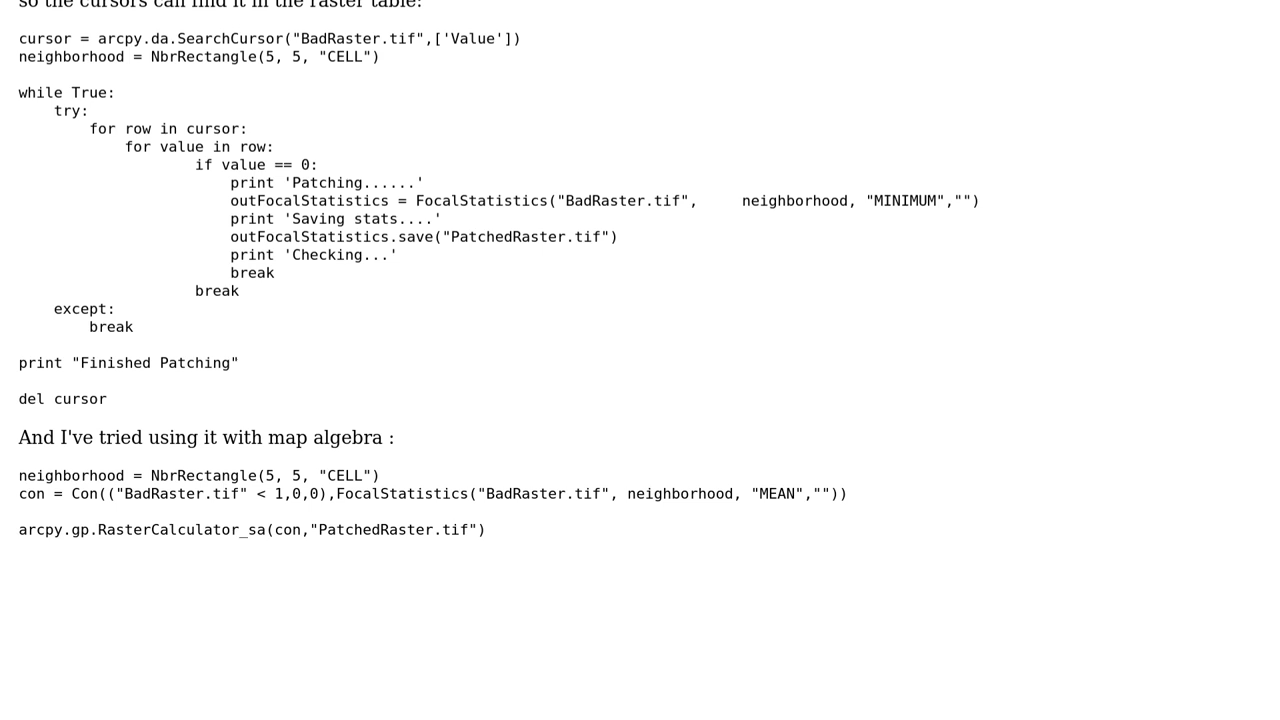 so the cursors can find it in the raster table:
cursor = arcpy.da.SearchCursor("BadRaster.tif",['Value'])
neighborhood = NbrRectangle(5, 5, "CELL")
while True:
    try:
        for row in cursor:
            for value in row:
                    if value == 0:
                        print 'Patching......'
                        outFocalStatistics = FocalStatistics("BadRaster.tif",     neighborhood, "MINIMUM","")
                        print 'Saving stats....'
                        outFocalStatistics.save("PatchedRaster.tif")
                        print 'Checking...'
                        break
                    break
    except:
        break
print "Finished Patching"
del cursor
And I've tried using it with map algebra :
neighborhood = NbrRectangle(5, 5, "CELL")
con = Con(("BadRaster.tif" < 1,0,0),FocalStatistics("BadRaster.tif", neighborhood, "MEAN",""))
arcpy.gp.RasterCalculator_sa(con,"PatchedRaster.tif")